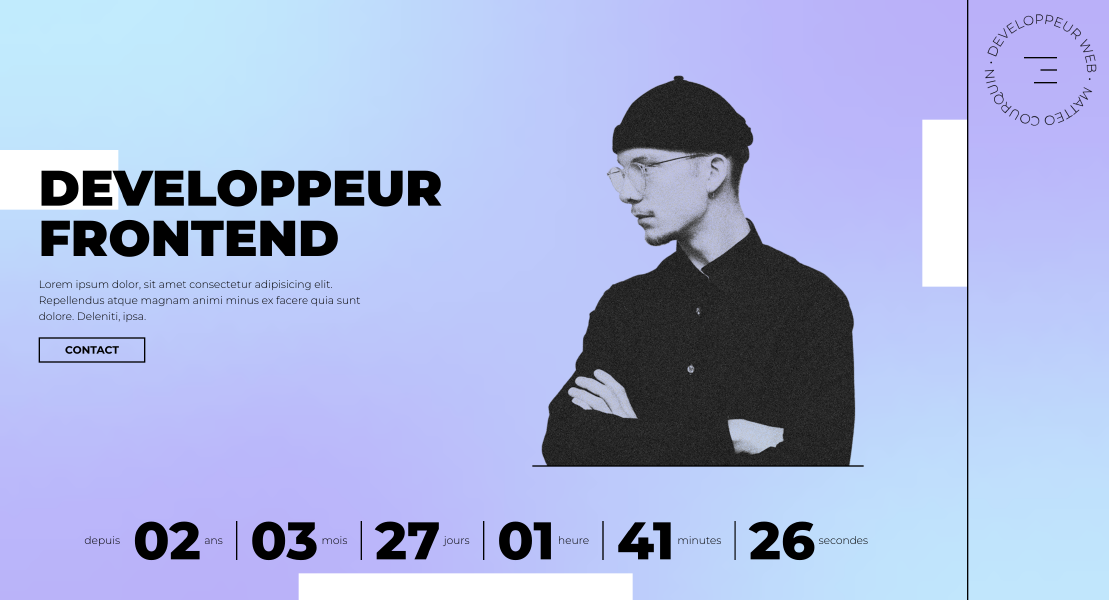 DEVELOPPEUR WEB • MATTEO COURQUIN •
DEVELOPPEUR
FRONTEND
Lorem ipsum dolor, sit amet consectetur adipisicing elit.
Repellendus atque magnam animi minus ex facere quia sunt
dolore. Deleniti, ipsa.
CONTACT
depuis 02 ans 03 mois 27 jours 01 heure 41 minutes 26 secondes